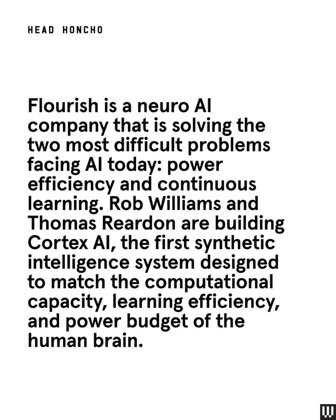 HEAD HONCHO
Flourish is a neuro AI
company that is solving the
two most difficult problems
facing AI today: power
efficiency and continuous
learning. Rob Williams and
Thomas Reardon are building
Cortex AI, the first synthetic
intelligence system designed
to match the computational
capacity, learning efficiency,
and power budget of the
human brain.